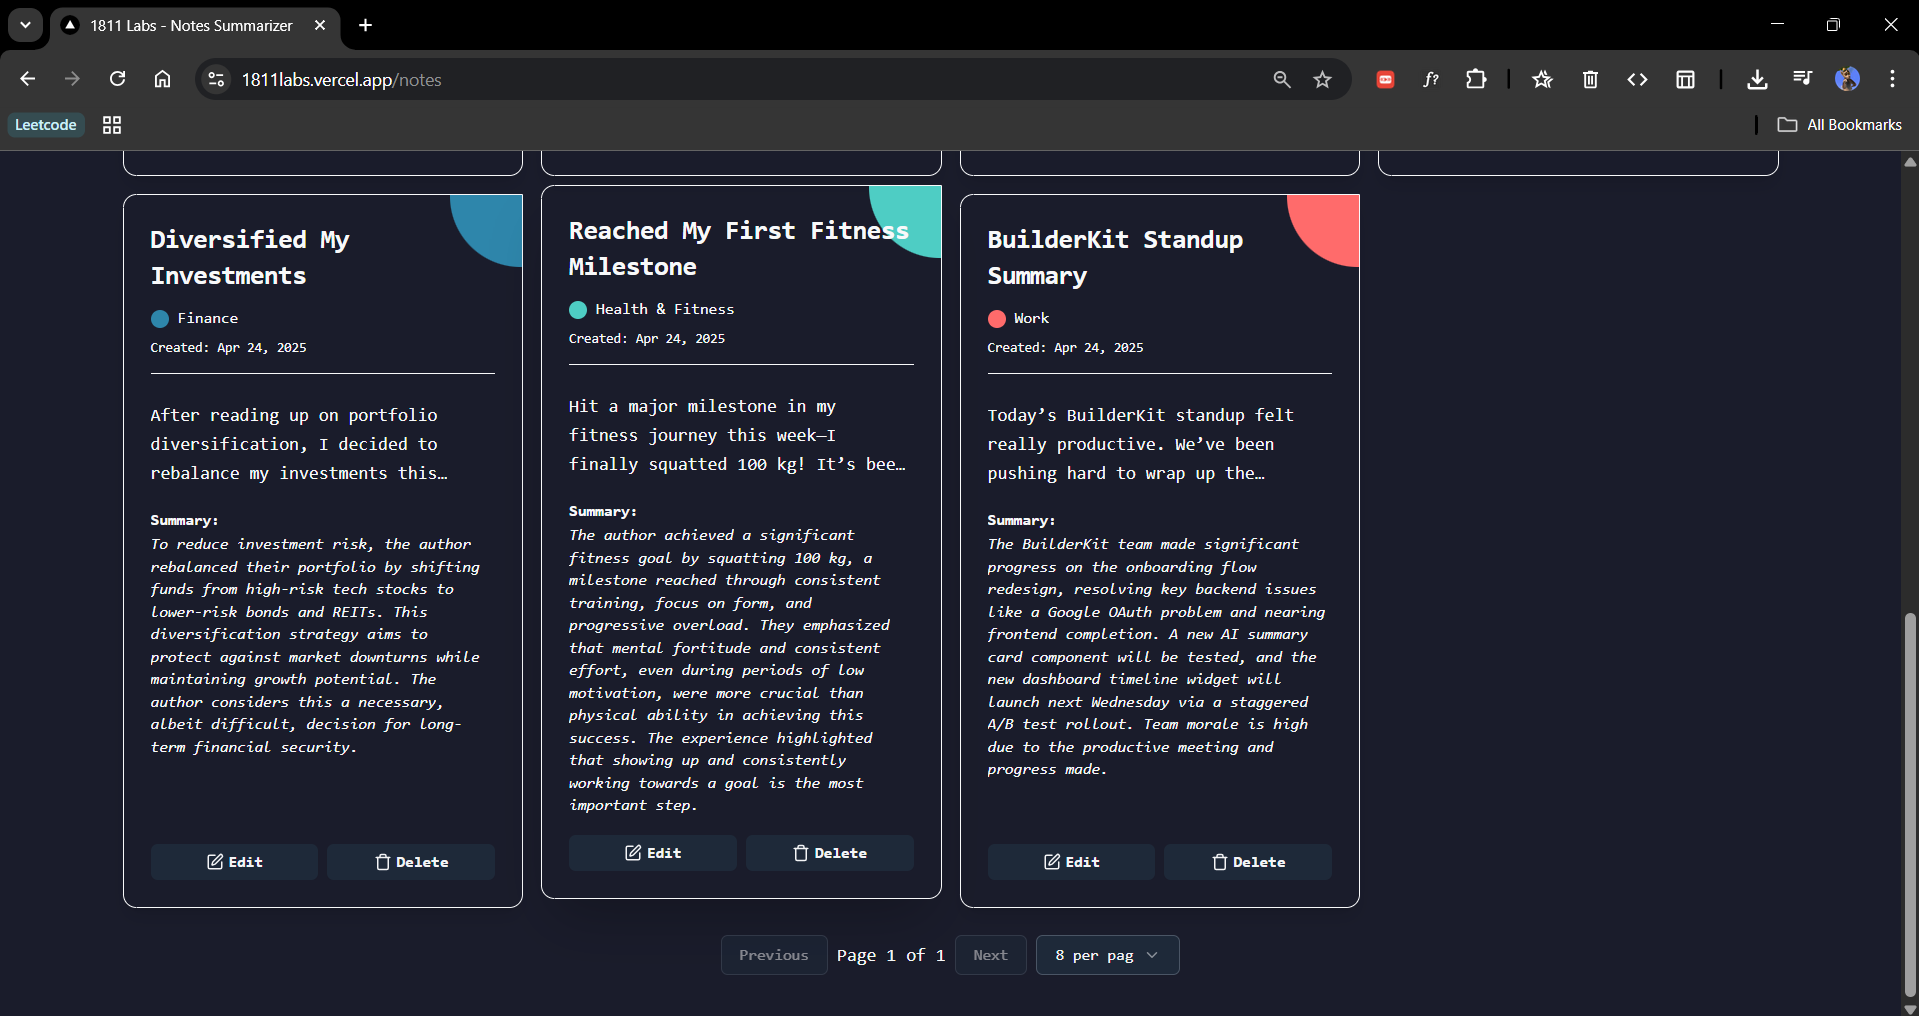 1811 Labs - Notes Summarizer
1811labs.vercel.app/notes
f?
Leetcode
All Bookmarks
Diversified My
Investments
Finance
Created: Apr 24, 2025
After reading up on portfolio
diversification, I decided to
rebalance my investments this…
Summary:
To reduce investment risk, the author
rebalanced their portfolio by shifting
funds from high-risk tech stocks to
lower-risk bonds and REITs. This
diversification strategy aims to
protect against market downturns while
maintaining growth potential. The
author considers this a necessary,
albeit difficult, decision for long-
term financial security.
Edit
Delete
Reached My First Fitness
Milestone
Health & Fitness
Created: Apr 24, 2025
Hit a major milestone in my
fitness journey this week—I
finally squatted 100 kg! It’s bee…
Summary:
The author achieved a significant
fitness goal by squatting 100 kg, a
milestone reached through consistent
training, focus on form, and
progressive overload. They emphasized
that mental fortitude and consistent
effort, even during periods of low
motivation, were more crucial than
physical ability in achieving this
success. The experience highlighted
that showing up and consistently
working towards a goal is the most
important step.
Edit
Delete
BuilderKit Standup
Summary
Work
Created: Apr 24, 2025
Today’s BuilderKit standup felt
really productive. We’ve been
pushing hard to wrap up the…
Summary:
The BuilderKit team made significant
progress on the onboarding flow
redesign, resolving key backend issues
like a Google OAuth problem and nearing
frontend completion. A new AI summary
card component will be tested, and the
new dashboard timeline widget will
launch next Wednesday via a staggered
A/B test rollout. Team morale is high
due to the productive meeting and
progress made.
Edit
Delete
Previous
Page 1 of 1
Next
8 per pag